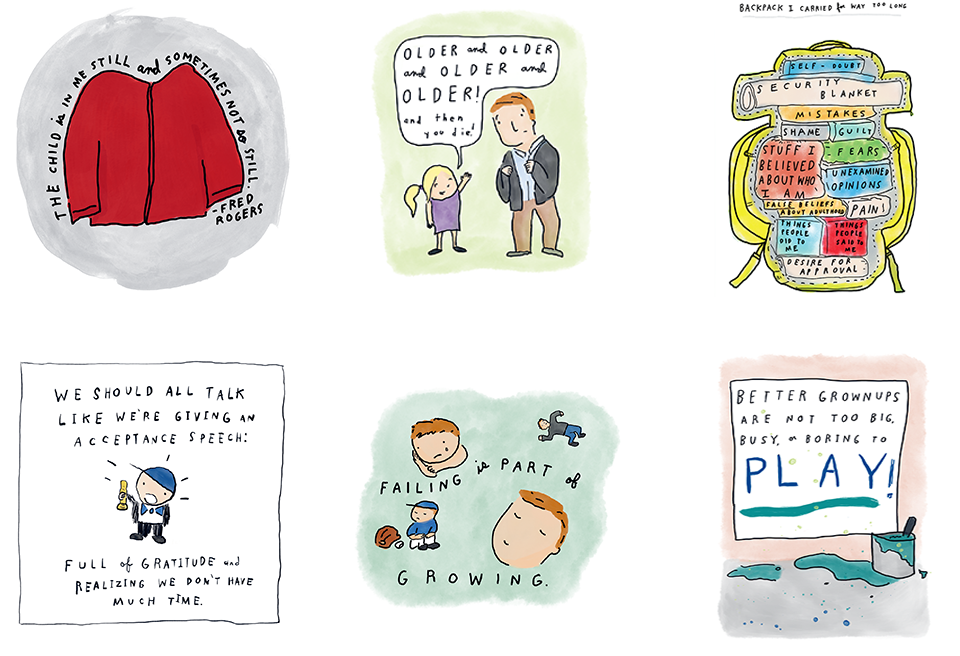 THE CHILD is IN ME STILL and SOMETIMES NOT so STILL.
-FRED
ROGERS
OLDER and OLDER
and OLDER and
OLDER!
and then
you die!
BACKPACK I CARRIED for WAY TOO LONG
SELF-DOUBT
SECURITY
BLANKET
MISTAKES
SHAME
GUILT
STUFF I
BELIEVED
ABOUT WHO
I AM
FEARS
UNEXAMINED
OPINIONS
FALSE BELIEFS
ABOUT ADULTHOOD
PAIN!
THINGS
PEOPLE
DID TO
ME
THINGS
PEOPLE
SAID TO
ME
DESIRE FOR
APPROVAL
WE SHOULD ALL TALK
LIKE WE'RE GIVING AN
ACCEPTANCE SPEECH:
FULL of GRATITUDE and
REALIZING WE DON'T HAVE
MUCH TIME.
FAILING is PART of
GROWING.
BETTER GROWNUPS
ARE NOT TOO BIG,
BUSY, or BORING TO
PLAY!